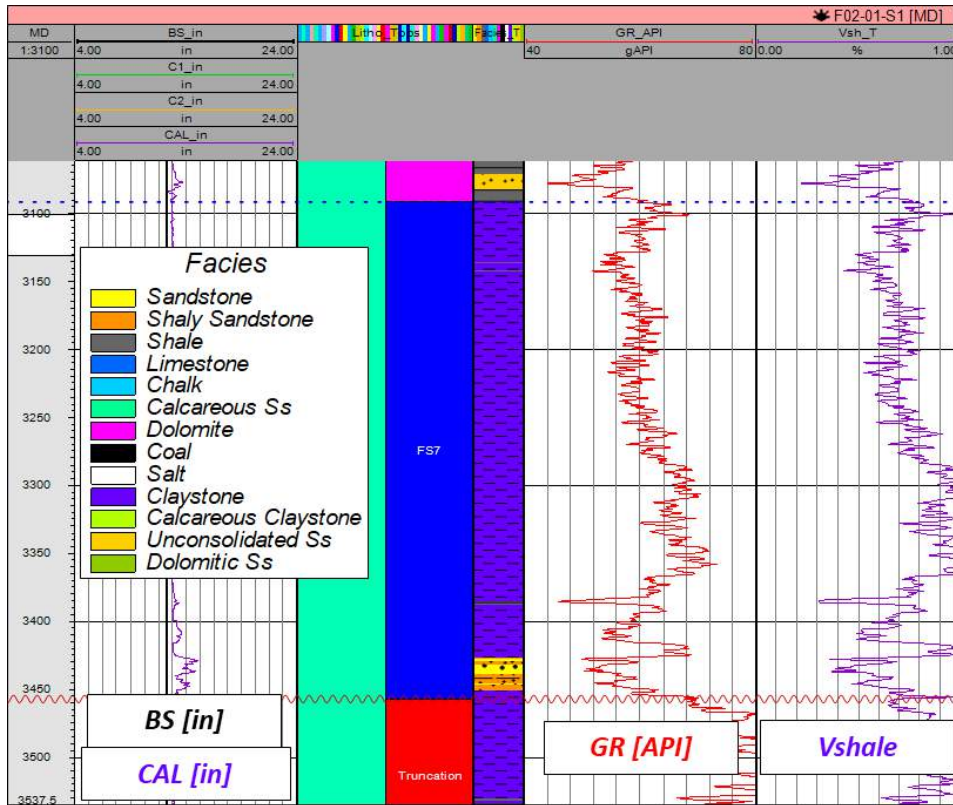 F02-01-S1 [MD]
MD
BS_in
Litho_Tops
Facies_T
GR_API
Vsh_T
1:3100
4.00 in 24.00
40 gAPI 80
0.00 % 1.00
C1_in
4.00 in 24.00
C2_in
4.00 in 24.00
CAL_in
4.00 in 24.00
3100
3150
3200
3250
3300
3350
3400
3450
3500
3537.5
Facies
Sandstone
Shaly Sandstone
Shale
Limestone
Chalk
Calcareous Ss
Dolomite
Coal
Salt
Claystone
Calcareous Claystone
Unconsolidated Ss
Dolomitic Ss
FS7
Truncation
BS [in]
CAL [in]
GR [API]
Vshale